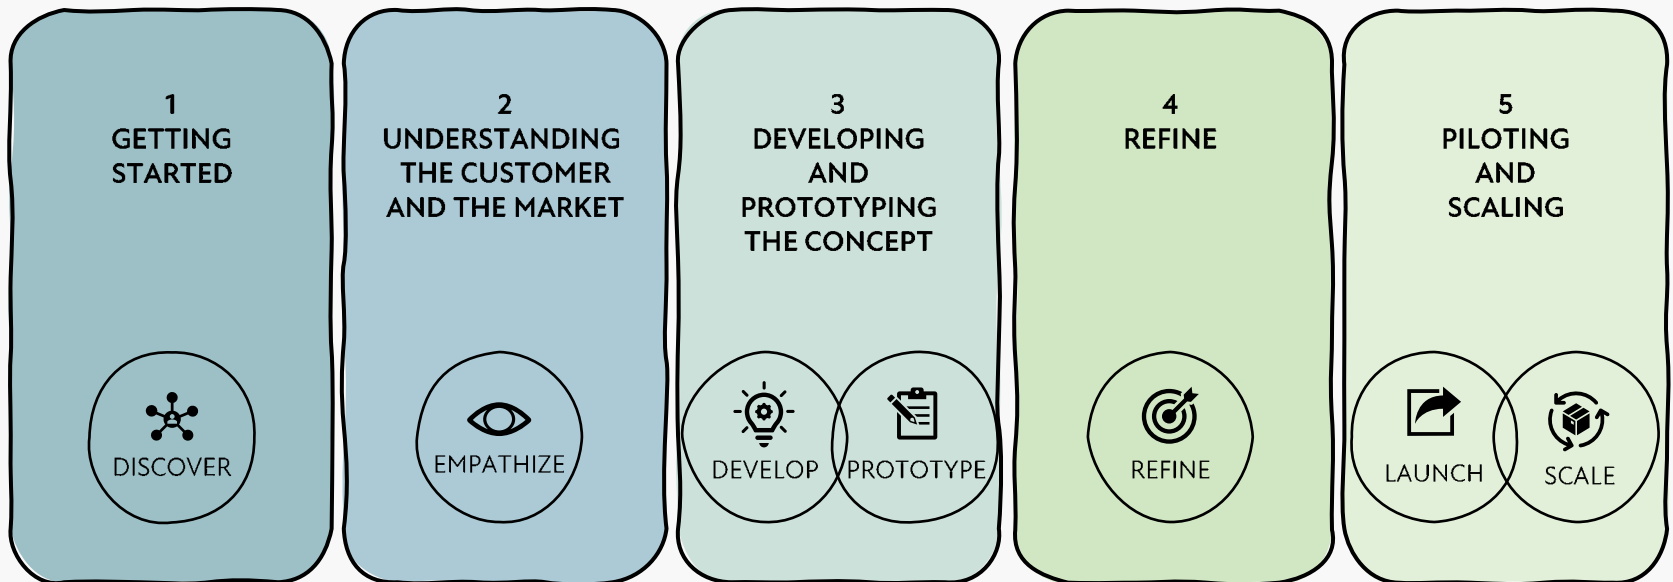 1
GETTING
STARTED
DISCOVER
2
UNDERSTANDING
THE CUSTOMER
AND THE MARKET
EMPATHIZE
3
DEVELOPING
AND
PROTOTYPING
THE CONCEPT
DEVELOP
PROTOTYPE
4
REFINE
REFINE
5
PILOTING
AND
SCALING
LAUNCH
SCALE